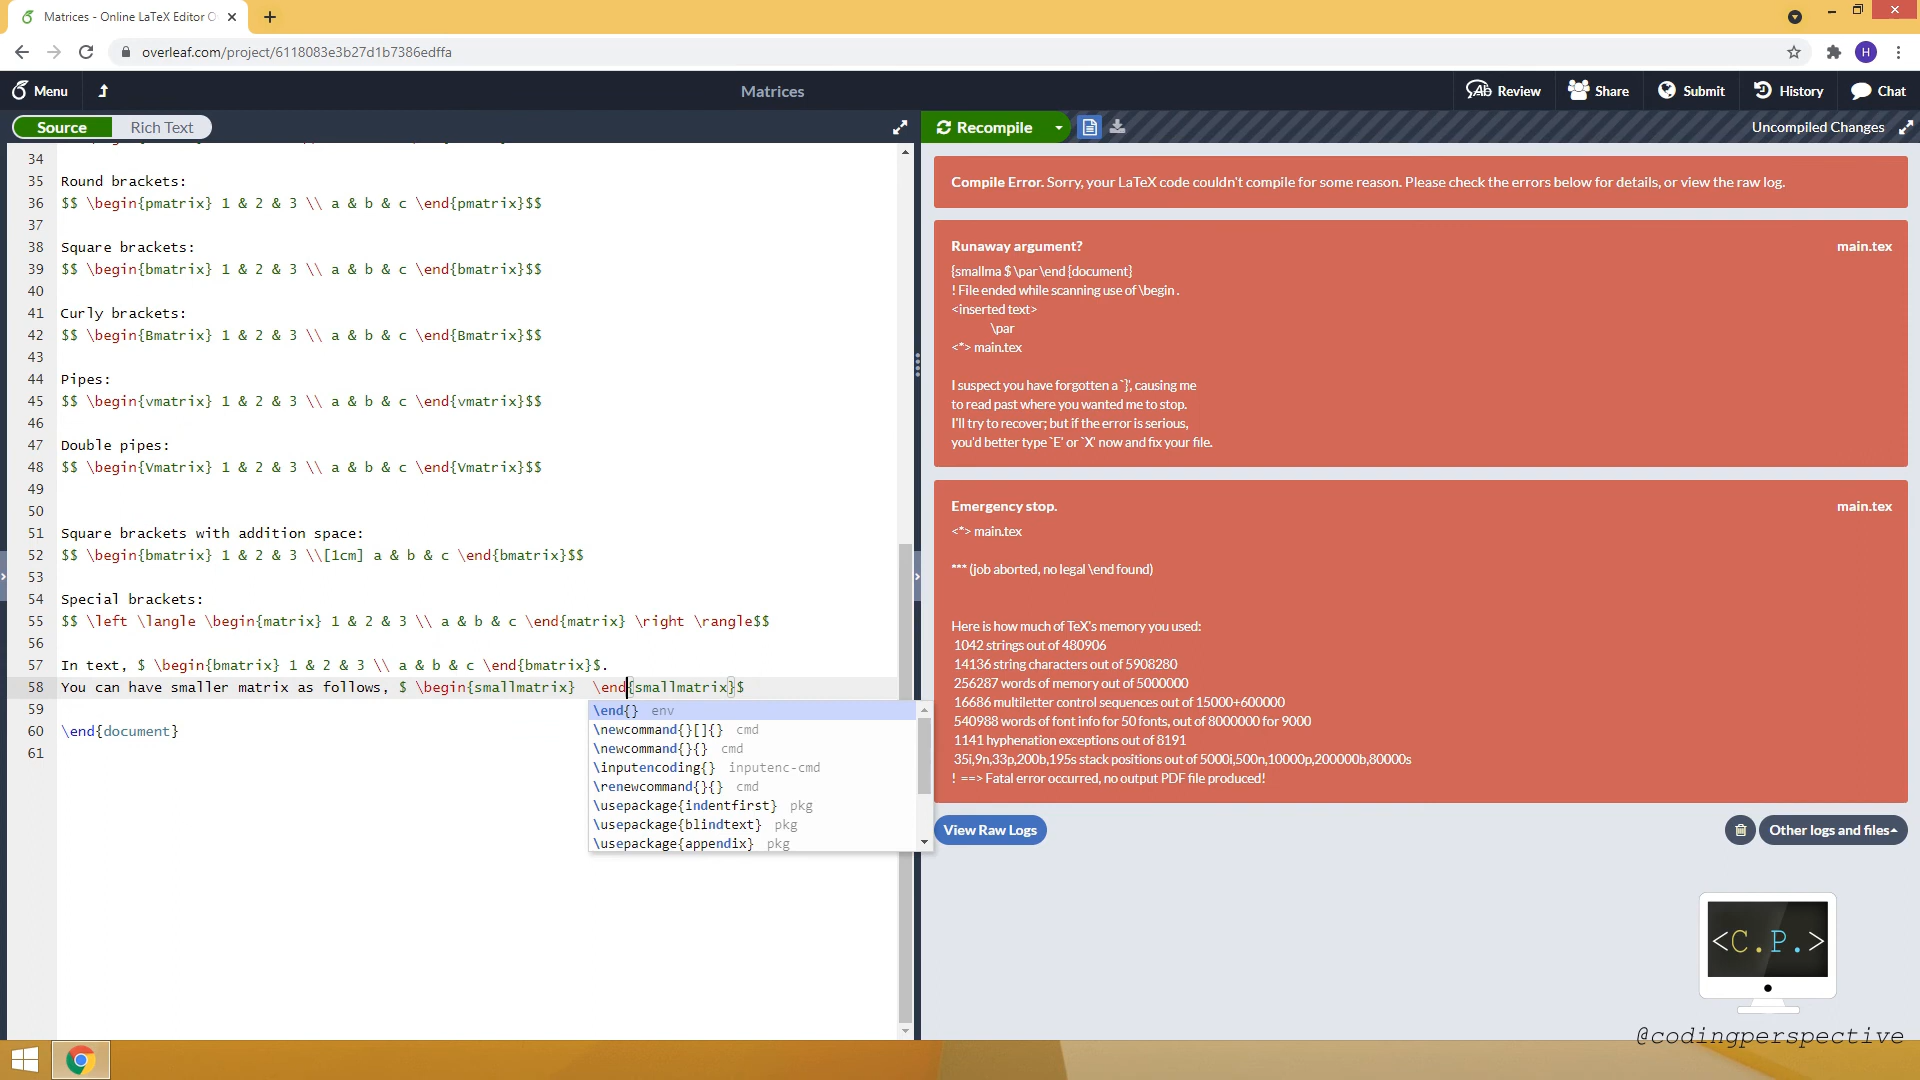 Matrices - Online LaTeX Editor O
overleaf.com/project/6118083e3b27d1b7386edffa
H
Menu
Matrices
Review
Share
Submit
History
Chat
Source
Rich Text
Recompile
Uncompiled Changes
34
35 Round brackets:
36 $$ \begin{pmatrix} 1 & 2 & 3 \\ a & b & c \end{pmatrix}$$
37
38 Square brackets:
39 $$ \begin{bmatrix} 1 & 2 & 3 \\ a & b & c \end{bmatrix}$$
40
41 Curly brackets:
42 $$ \begin{Bmatrix} 1 & 2 & 3 \\ a & b & c \end{Bmatrix}$$
43
44 Pipes:
45 $$ \begin{vmatrix} 1 & 2 & 3 \\ a & b & c \end{vmatrix}$$
46
47 Double pipes:
48 $$ \begin{Vmatrix} 1 & 2 & 3 \\ a & b & c \end{Vmatrix}$$
49
50
51 Square brackets with addition space:
52 $$ \begin{bmatrix} 1 & 2 & 3 \\[1cm] a & b & c \end{bmatrix}$$
53
54 Special brackets:
55 $$ \left \langle \begin{matrix} 1 & 2 & 3 \\ a & b & c \end{matrix} \right \rangle$$
56
57 In text, $ \begin{bmatrix} 1 & 2 & 3 \\ a & b & c \end{bmatrix}$.
58 You can have smaller matrix as follows, $ \begin{smallmatrix}  \end{smallmatrix}$
59
60 \end{document}
61
\end{} env
\newcommand{}[]{} cmd
\newcommand{}{} cmd
\inputencoding{} inputenc-cmd
\renewcommand{}{} cmd
\usepackage{indentfirst} pkg
\usepackage{blindtext} pkg
\usepackage{appendix} pkg
Compile Error. Sorry, your LaTeX code couldn't compile for some reason. Please check the errors below for details, or view the raw log.
Runaway argument?
main.tex
{smallma $ \par \end {document}
! File ended while scanning use of \begin .
<inserted text>
\par
<*> main.tex
I suspect you have forgotten a `}', causing me
to read past where you wanted me to stop.
I'll try to recover; but if the error is serious,
you'd better type `E' or `X' now and fix your file.
Emergency stop.
main.tex
<*> main.tex
*** (job aborted, no legal \end found)
Here is how much of TeX's memory you used:
1042 strings out of 480906
14136 string characters out of 5908280
256287 words of memory out of 5000000
16686 multiletter control sequences out of 15000+600000
540988 words of font info for 50 fonts, out of 8000000 for 9000
1141 hyphenation exceptions out of 8191
35i,9n,33p,200b,195s stack positions out of 5000i,500n,10000p,200000b,80000s
! ==> Fatal error occurred, no output PDF file produced!
View Raw Logs
Other logs and files
<C.P.>
@codingperspective